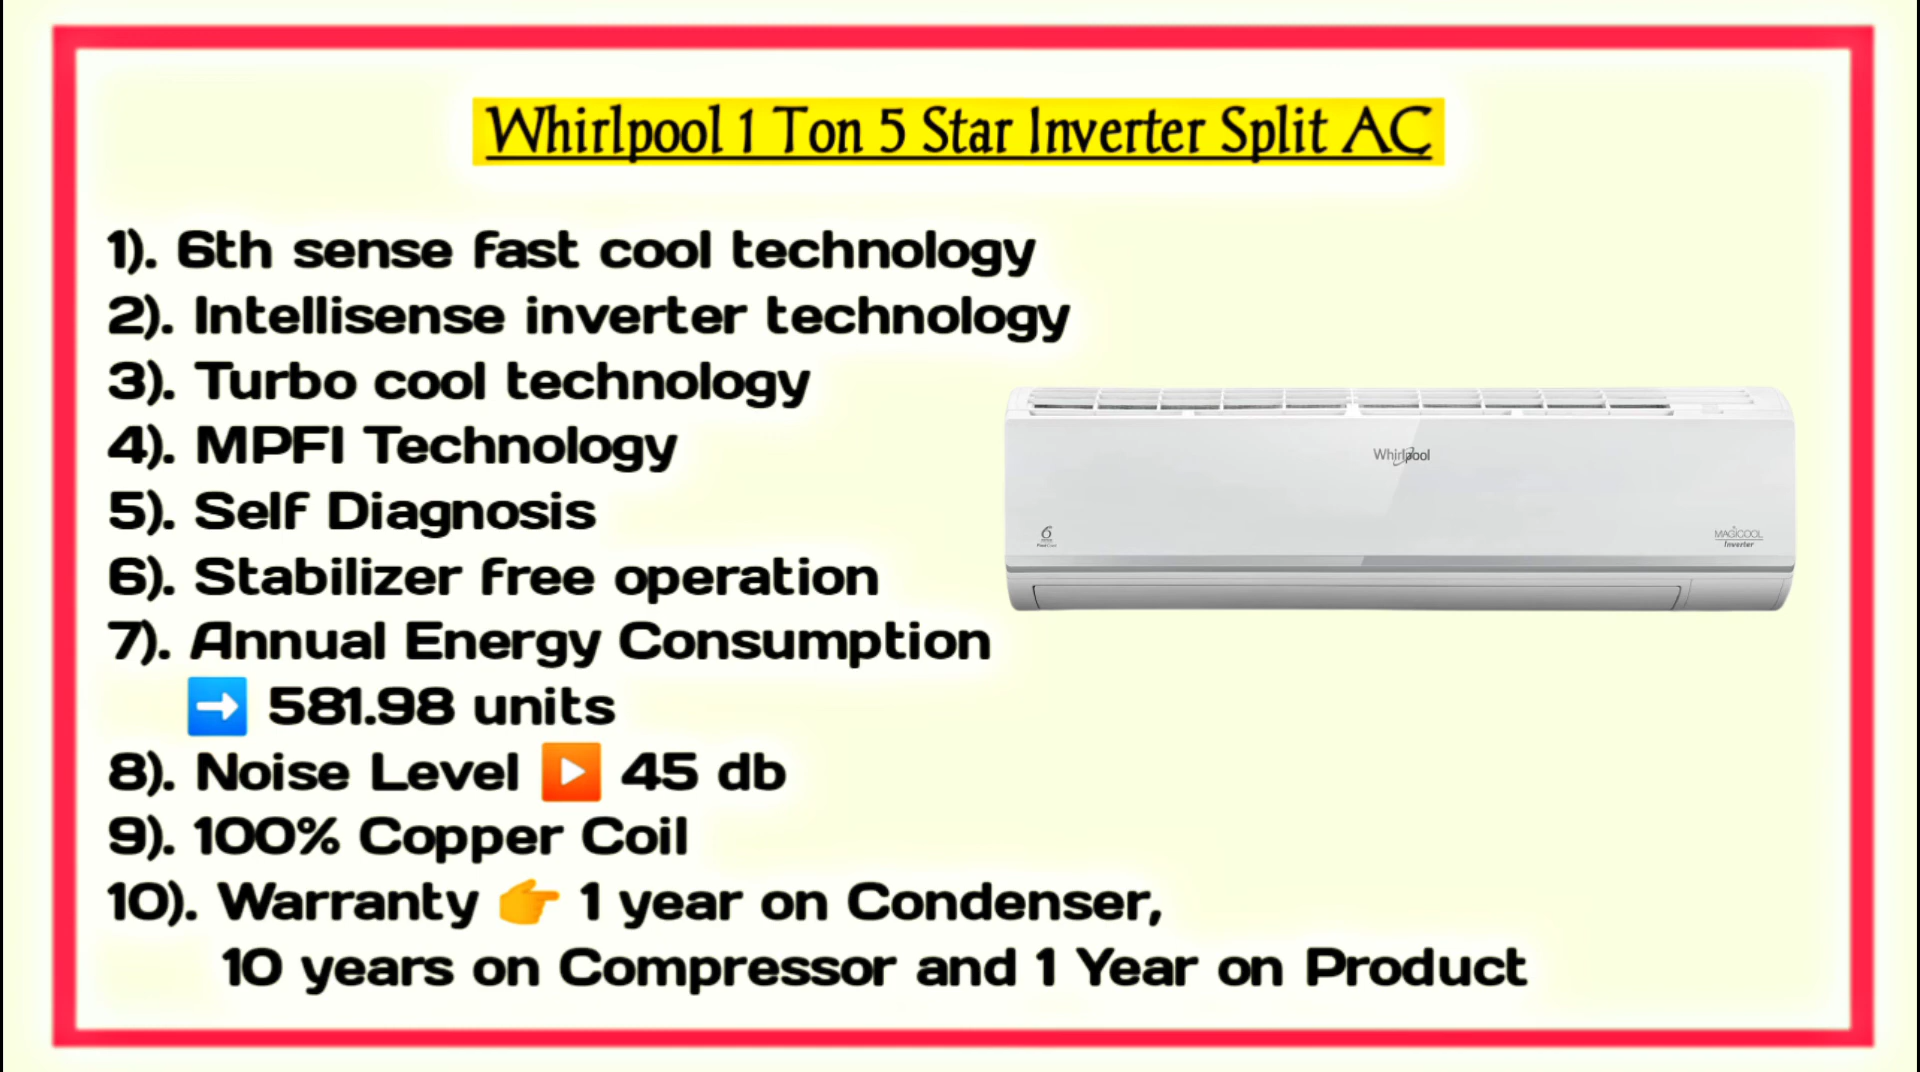 Whirlpool 1 Ton 5 Star Inverter Split AC
1). 6th sense fast cool technology
2). Intellisense inverter technology
3). Turbo cool technology
4). MPFI Technology
5). Self Diagnosis
6). Stabilizer free operation
7). Annual Energy Consumption
➡️ 581.98 units
8). Noise Level ▶️ 45 db
9). 100% Copper Coil
10). Warranty 👉 1 year on Condenser,
10 years on Compressor and 1 Year on Product
Whirlpool
6
MAGICOOL
Inverter